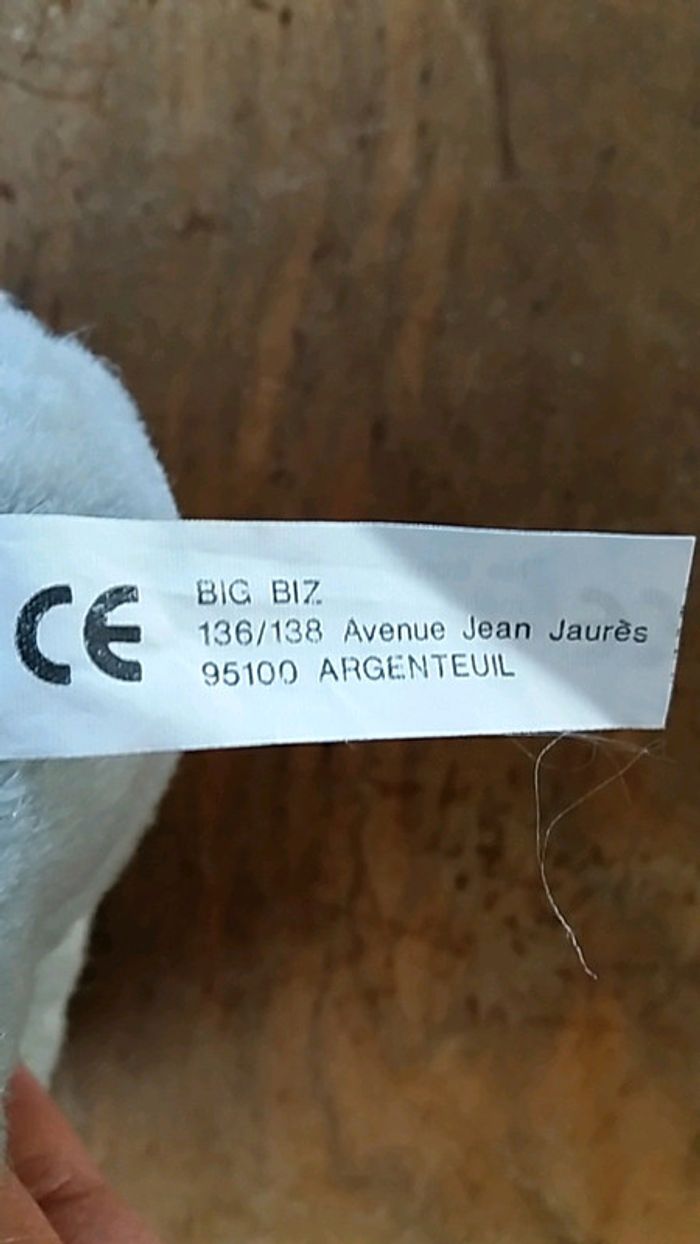 CE
BIG BIZ
136/138 Avenue Jean Jaurès
95100 ARGENTEUIL